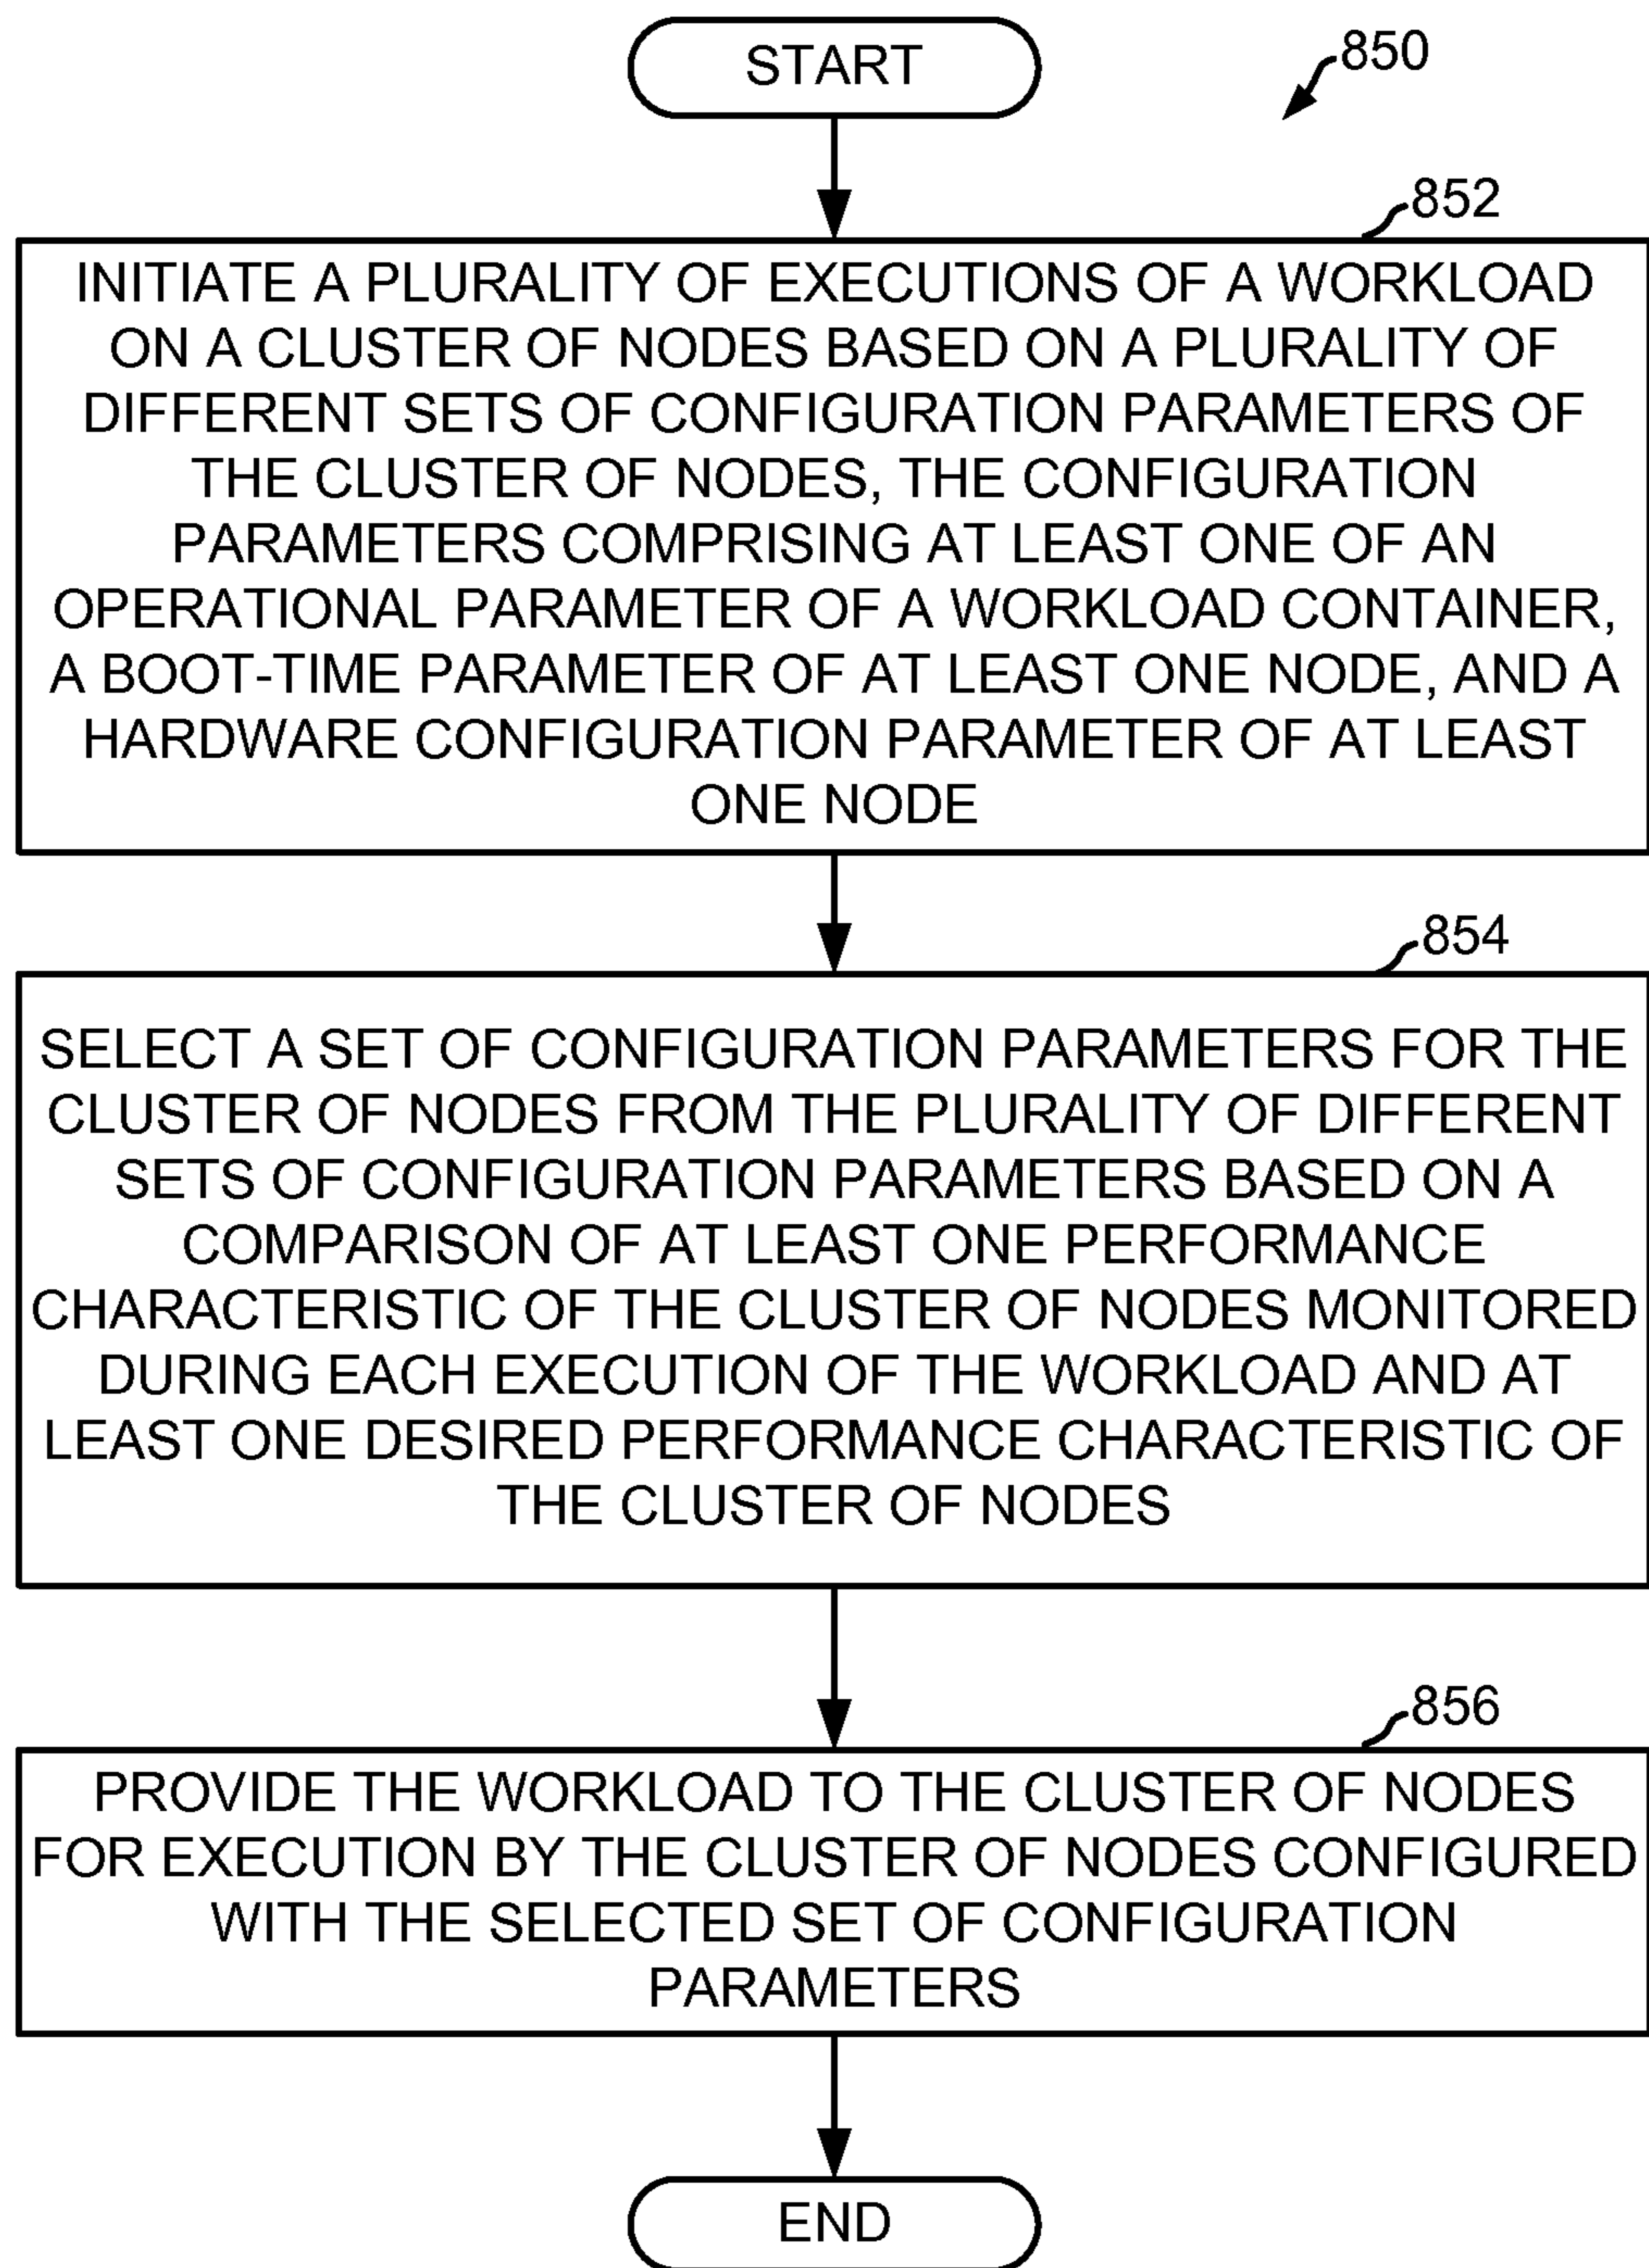 START
850
852
INITIATE A PLURALITY OF EXECUTIONS OF A WORKLOAD
ON A CLUSTER OF NODES BASED ON A PLURALITY OF
DIFFERENT SETS OF CONFIGURATION PARAMETERS OF
THE CLUSTER OF NODES, THE CONFIGURATION
PARAMETERS COMPRISING AT LEAST ONE OF AN
OPERATIONAL PARAMETER OF A WORKLOAD CONTAINER,
A BOOT-TIME PARAMETER OF AT LEAST ONE NODE, AND A
HARDWARE CONFIGURATION PARAMETER OF AT LEAST
ONE NODE
854
SELECT A SET OF CONFIGURATION PARAMETERS FOR THE
CLUSTER OF NODES FROM THE PLURALITY OF DIFFERENT
SETS OF CONFIGURATION PARAMETERS BASED ON A
COMPARISON OF AT LEAST ONE PERFORMANCE
CHARACTERISTIC OF THE CLUSTER OF NODES MONITORED
DURING EACH EXECUTION OF THE WORKLOAD AND AT
LEAST ONE DESIRED PERFORMANCE CHARACTERISTIC OF
THE CLUSTER OF NODES
856
PROVIDE THE WORKLOAD TO THE CLUSTER OF NODES
FOR EXECUTION BY THE CLUSTER OF NODES CONFIGURED
WITH THE SELECTED SET OF CONFIGURATION
PARAMETERS
END